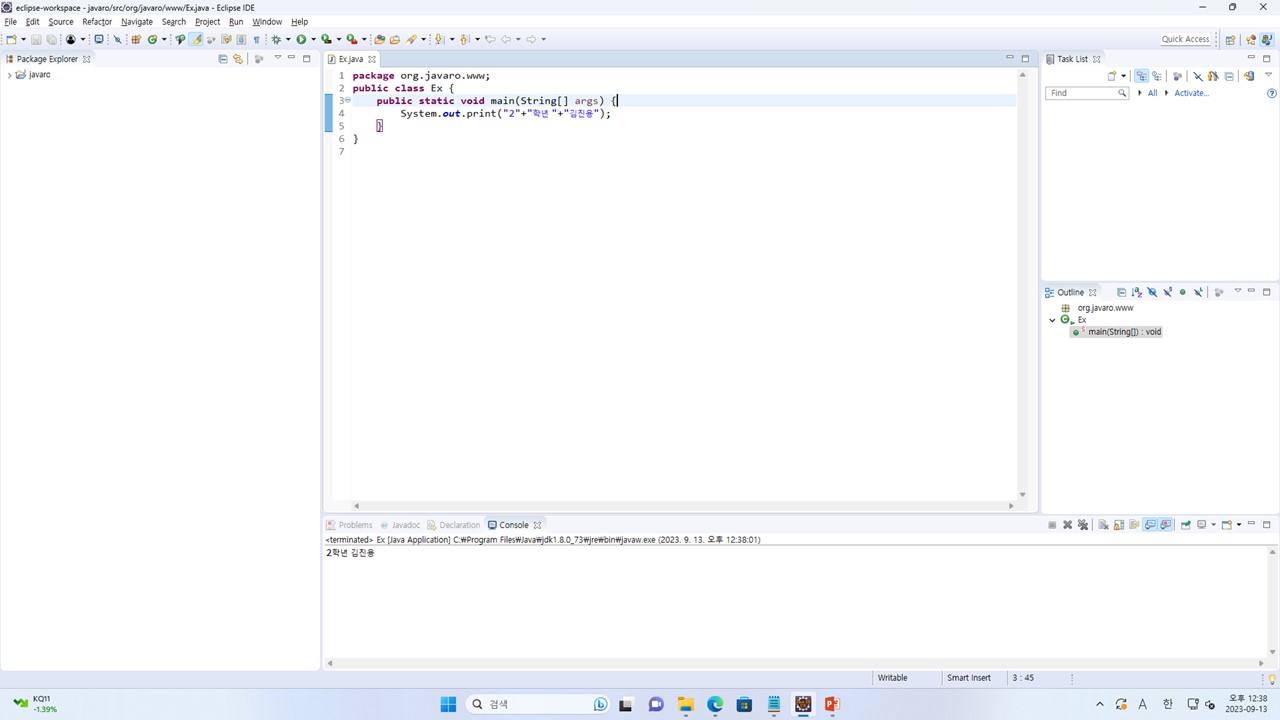 eclipse-workspace - javaro/src/org/javaro/www/Ex.java - Eclipse IDE
File Edit Source Refactor Navigate Search Project Run Window Help
Quick Access
Package Explorer
javaro
Ex.java
1 package org.javaro.www;
2 public class Ex {
3 public static void main(String[] args) {
4 System.out.print("2"+"학년 "+"김진용");
5 }
6 }
7
Task List
Find
All
Activate...
Outline
org.javaro.www
Ex
main(String[]) : void
Problems Javadoc Declaration Console
<terminated> Ex [Java Application] C:₩Program Files₩Java₩jdk1.8.0_73₩jre₩bin₩javaw.exe (2023. 9. 13. 오후 12:38:01)
2학년 김진용
Writable Smart Insert 3 : 45
KQ11
-1.39%
검색
A 한
오후 12:38
2023-09-13